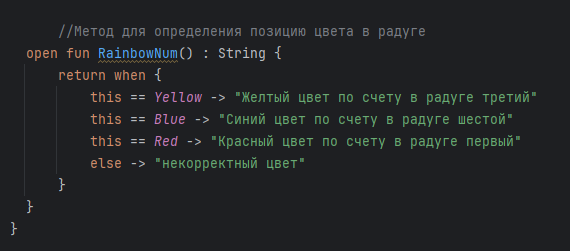 //Метод для определения позицию цвета в радуге
open fun RainbowNum() : String {
return when {
this == Yellow -> "Желтый цвет по счету в радуге третий"
this == Blue -> "Синий цвет по счету в радуге шестой"
this == Red -> "Красный цвет по счету в радуге первый"
else -> "некорректный цвет"
}
}
}